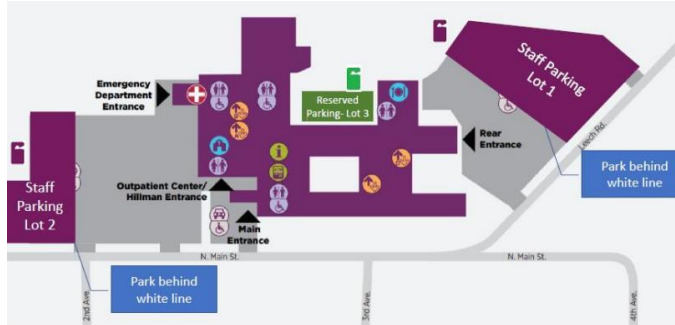 Emergency
Department
Entrance
Reserved
Parking- Lot 3
Staff Parking
Lot 1
Rear
Entrance
Leech Rd.
Park behind
white line
Staff
Parking
Lot 2
Outpatient Center/
Hillman Entrance
i
Main
Entrance
N. Main St.
N. Main St.
Park behind
white line
2nd Ave.
3rd Ave.
4th Ave.